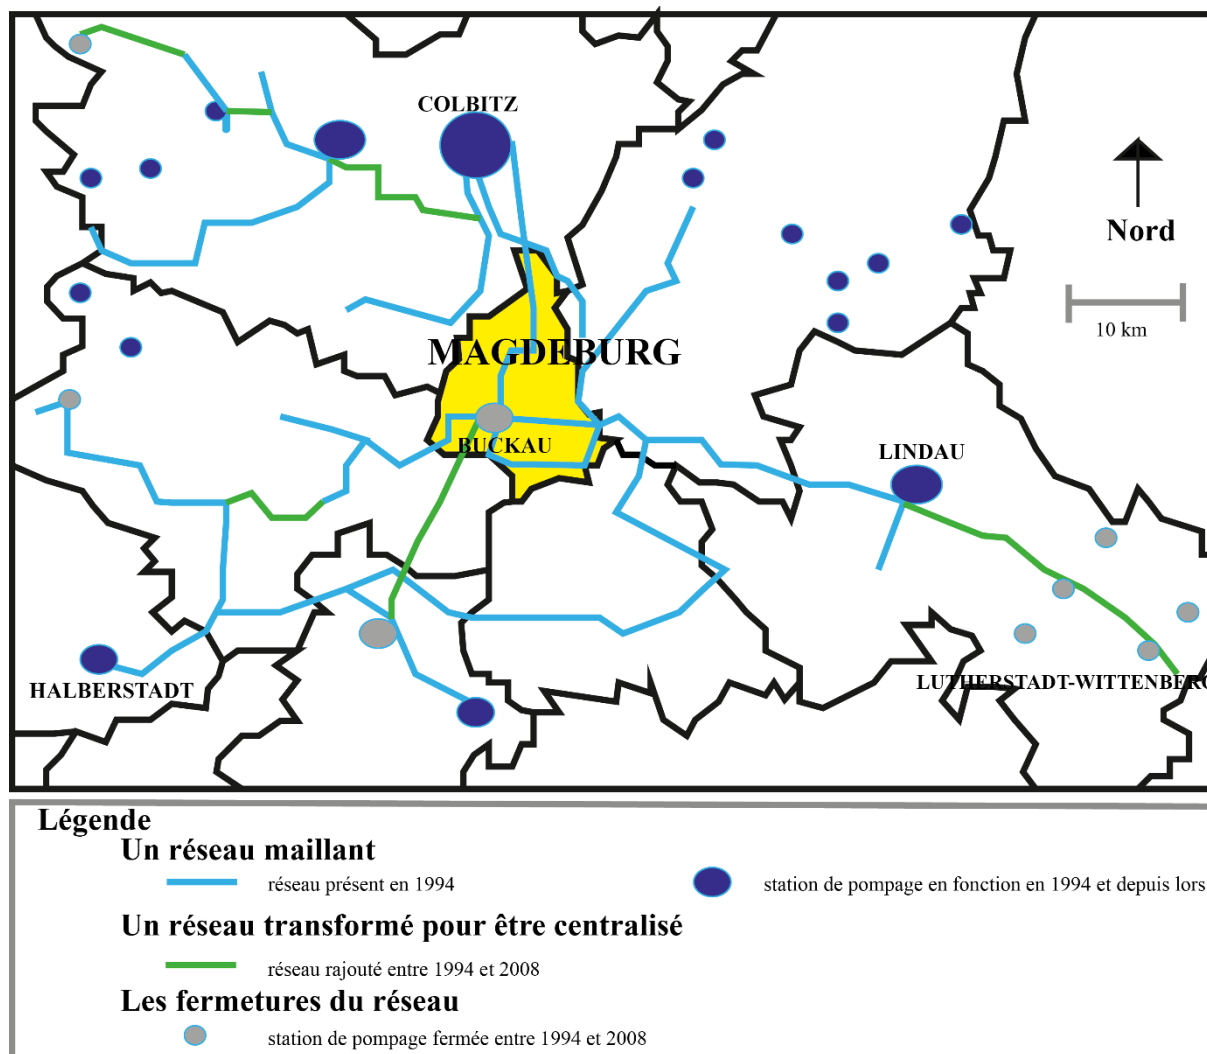 COLBITZ
Nord
10 km
MAGDEBURG
BUCKAU
LINDAU
HALBERSTADT
LUTHERSTADT-WITTENBERG
Légende
Un réseau maillant
réseau présent en 1994
station de pompage en fonction en 1994 et depuis lors
Un réseau transformé pour être centralisé
réseau rajouté entre 1994 et 2008
Les fermetures du réseau
station de pompage fermée entre 1994 et 2008